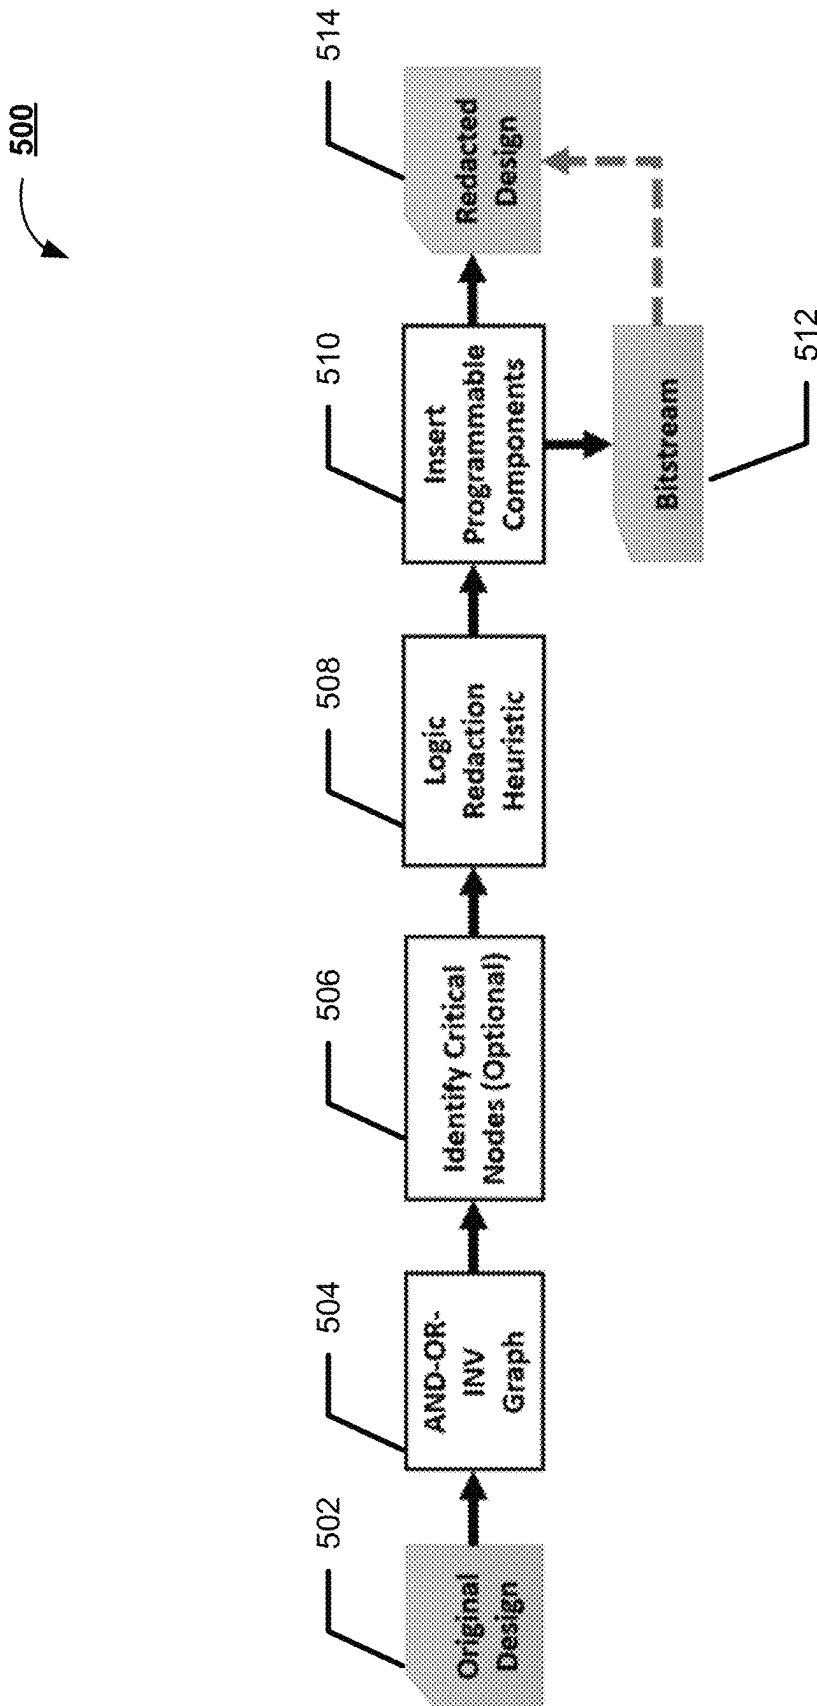 500
502
Original
Design
504
AND-OR-
INV
Graph
506
Identify Critical
Nodes (Optional)
508
Logic
Redaction
Heuristic
510
Insert
Programmable
Components
512
Bitstream
514
Redacted
Design